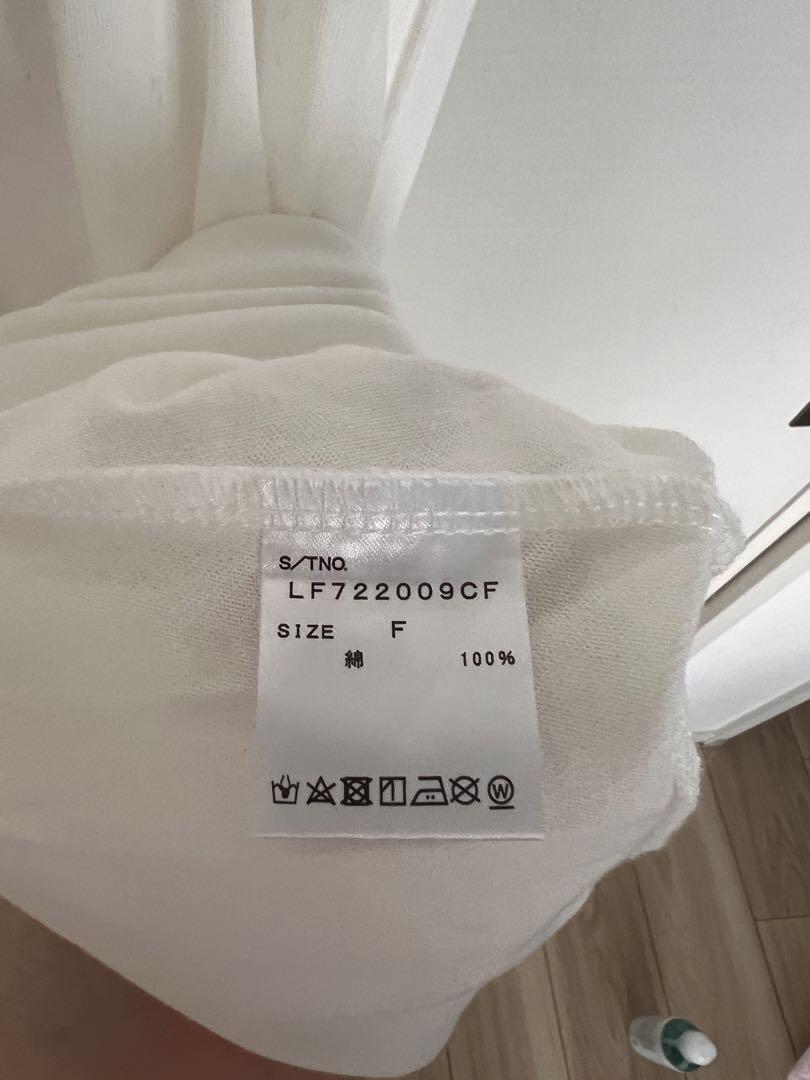 S/TNO.
LF722009CF
SIZE F
綿 100%
W